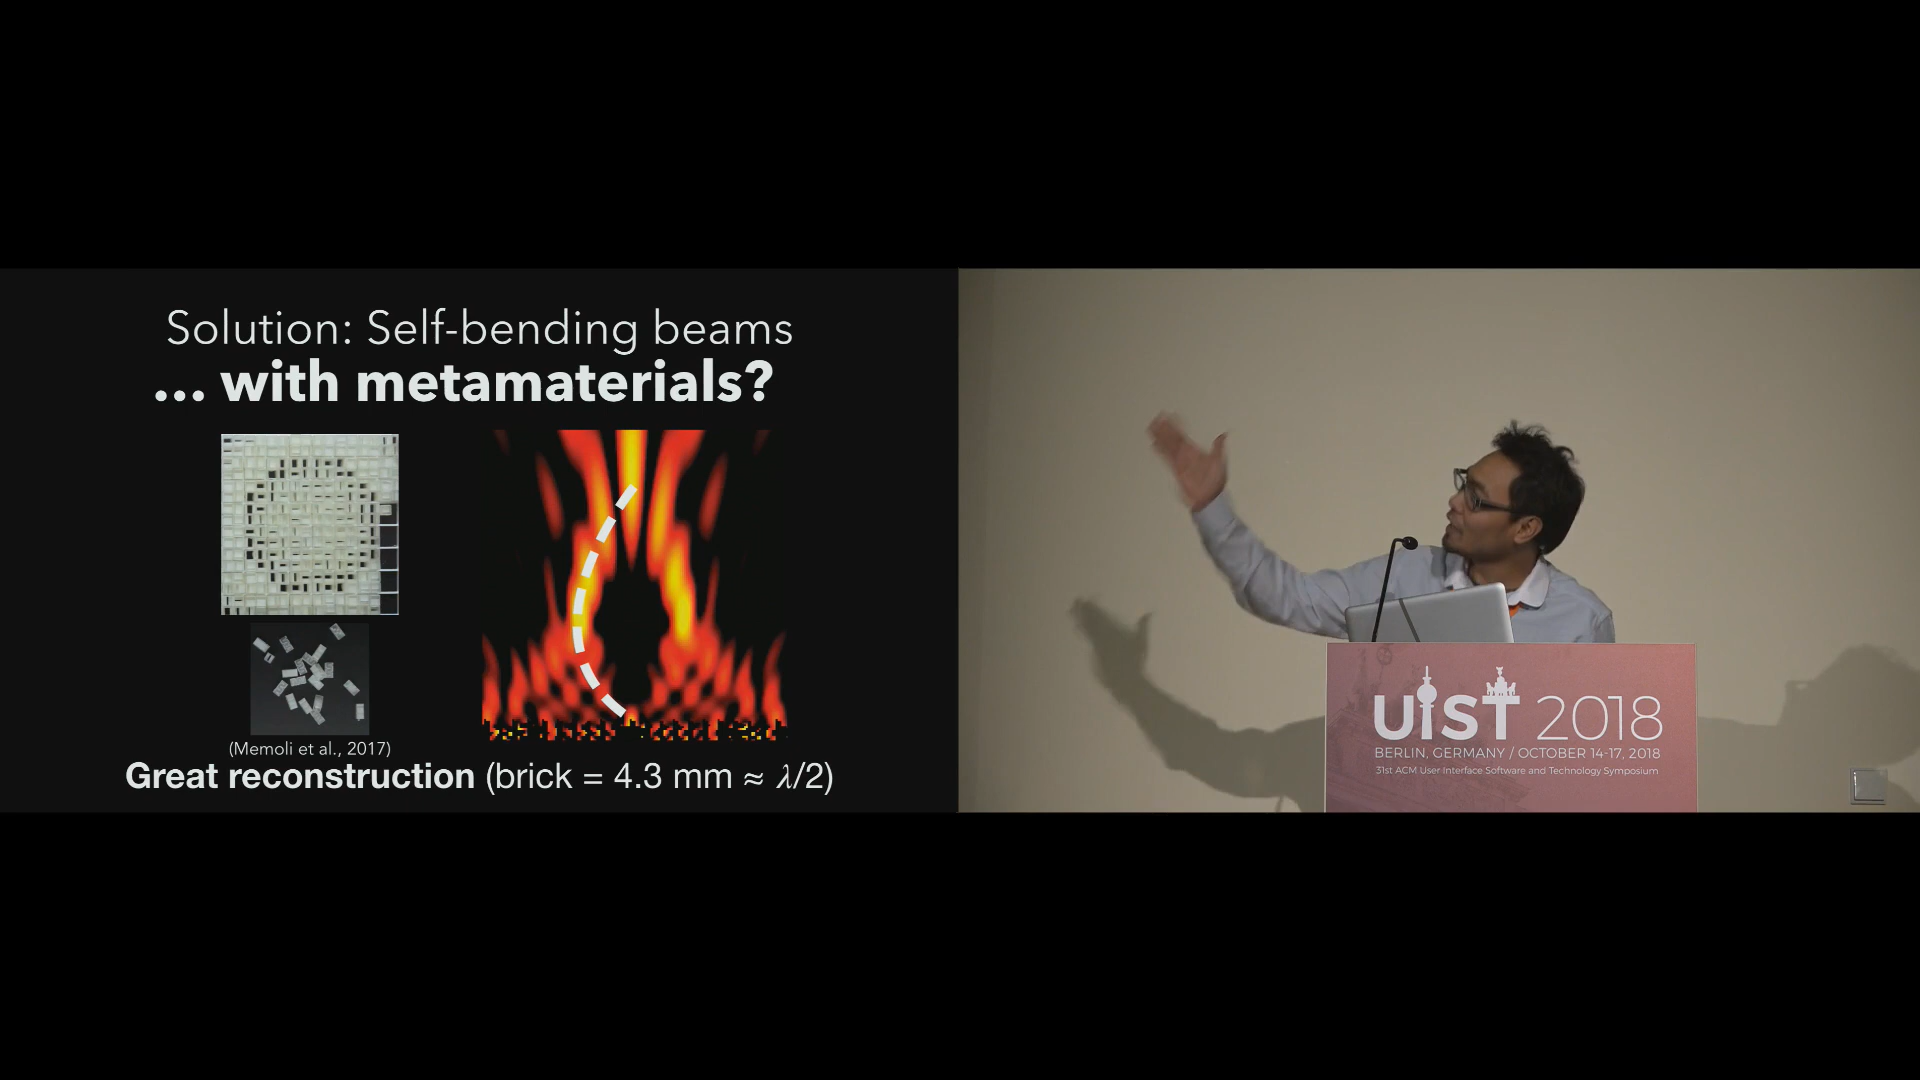 Solution: Self-bending beams
... with metamaterials?
(Memoli et al., 2017)
Great reconstruction (brick = 4.3 mm ≈ λ/2)
UIST 2018
BERLIN, GERMANY / OCTOBER 14-17, 2018
31st ACM User Interface Software and Technology Symposium